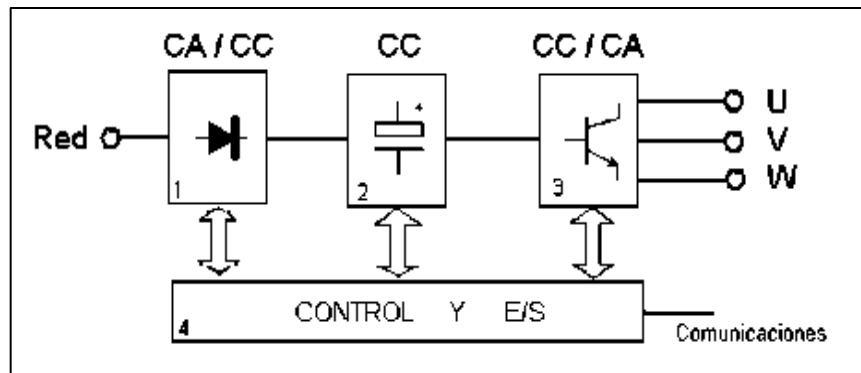 CA / CC CC CC / CA
Red
U
V
W
1 2 3
4 CONTROL Y E/S
Comunicaciones